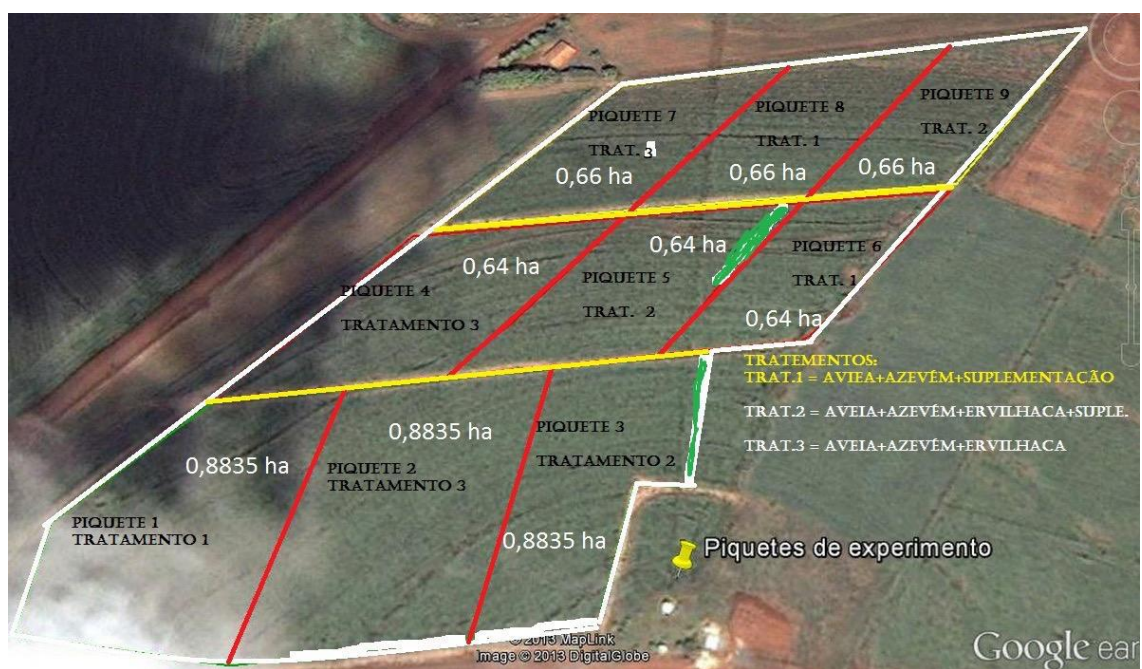 PIQUETE 7
TRAT. 3
0,66 ha
PIQUETE 8
TRAT. 1
0,66 ha
PIQUETE 9
TRAT. 2
0,66 ha
0,64 ha
PIQUETE 4
TRATAMENTO 3
0,64 ha
PIQUETE 5
TRAT. 2
PIQUETE 6
TRAT. 1
0,64 ha
TRATEMENTOS:
TRAT.1 = AVIEA+AZEVÉM+SUPLEMENTAÇÃO
TRAT.2 = AVEIA+AZEVÉM+ERVILHACA+SUPLE.
TRAT.3 = AVEIA+AZEVÉM+ERVILHACA
0,8835 ha
PIQUETE 1
TRATAMENTO 1
0,8835 ha
PIQUETE 2
TRATAMENTO 3
PIQUETE 3
TRATAMENTO 2
0,8835 ha
Piquetes de experimento
© 2013 MapLink
Image © 2013 DigitalGlobe
Google ear